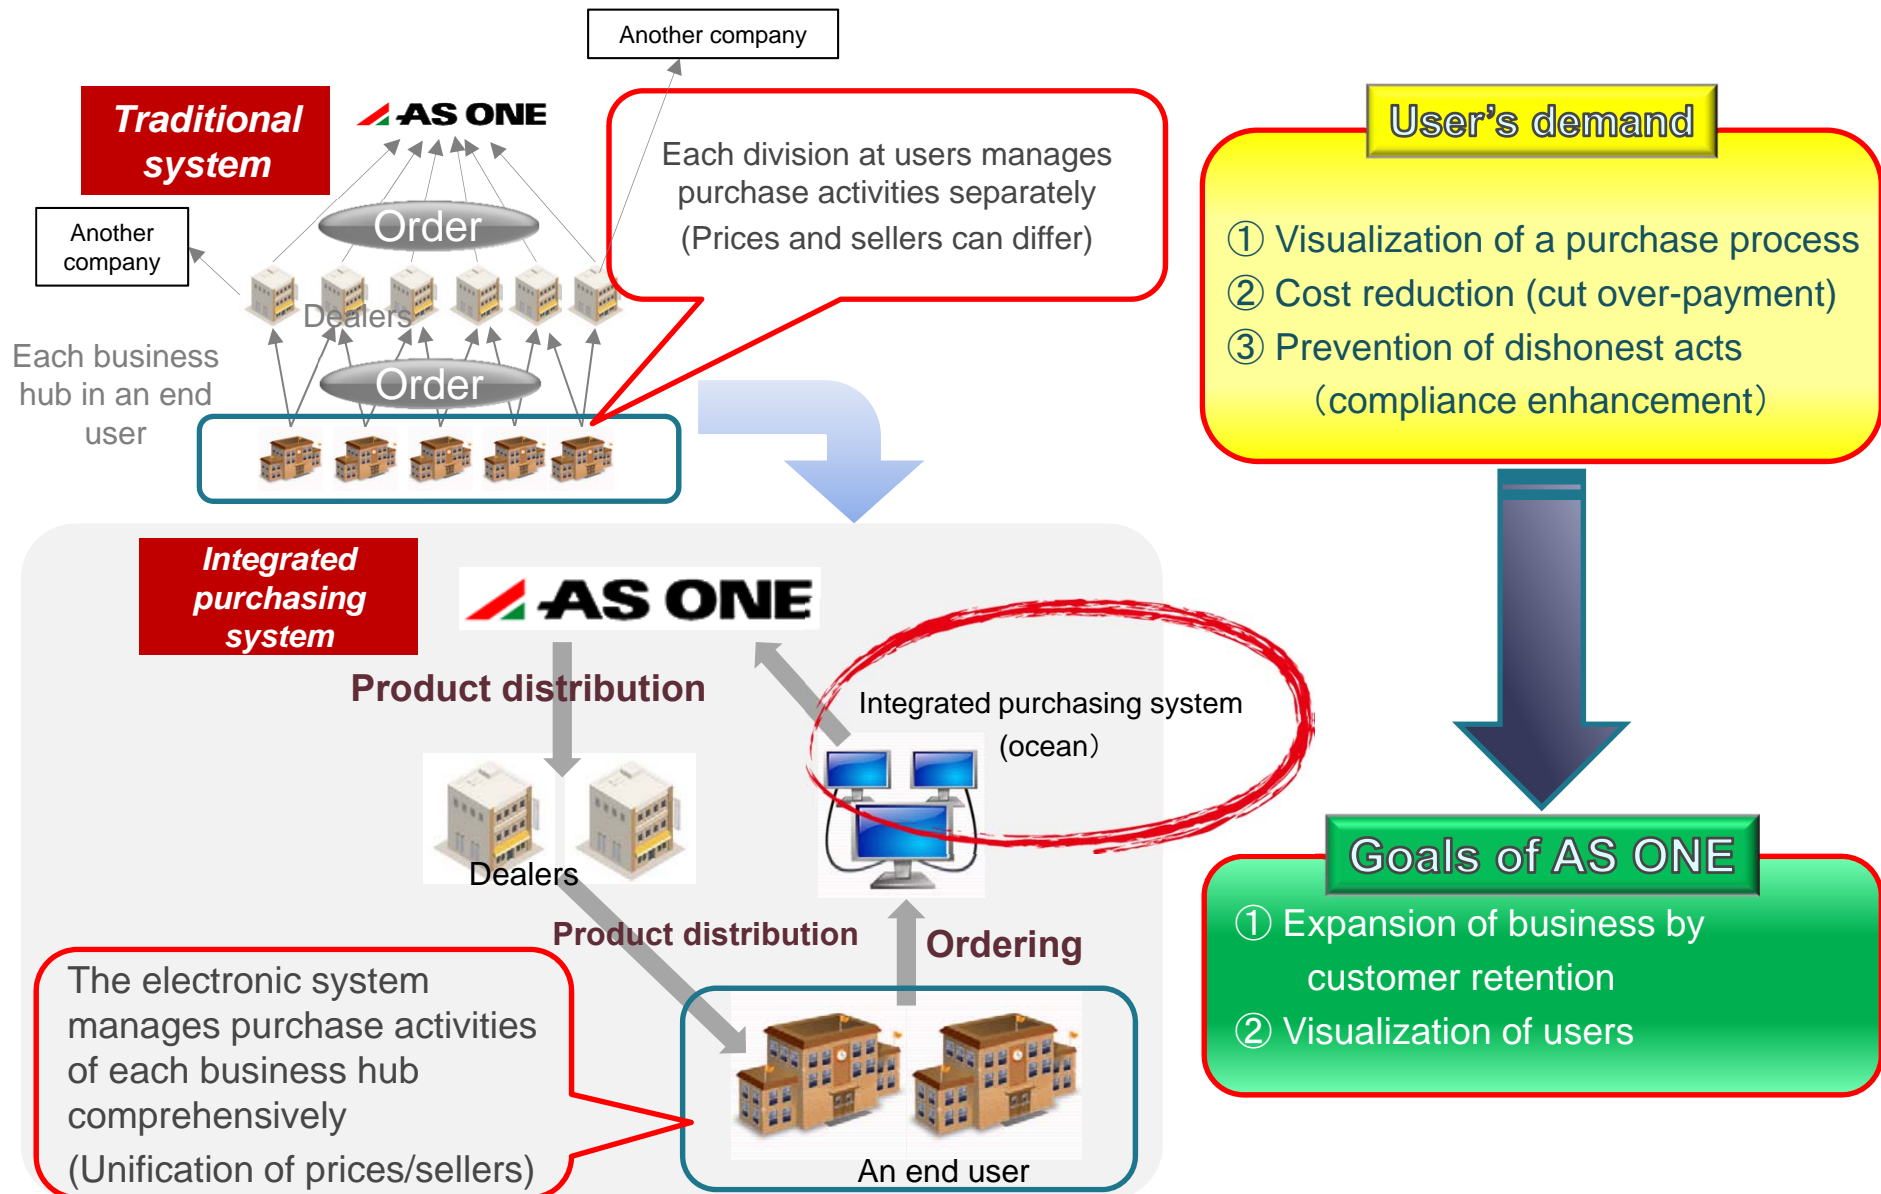 Another company
Traditional
system
AS ONE
Each division at users manages
purchase activities separately
(Prices and sellers can differ)
Another
company
Order
Dealers
Each business
hub in an end
user
Order
User's demand
① Visualization of a purchase process
② Cost reduction (cut over-payment)
③ Prevention of dishonest acts
（compliance enhancement）
Integrated
purchasing
system
AS ONE
Product distribution
Integrated purchasing system
(ocean）
Dealers
Product distribution
Ordering
The electronic system
manages purchase activities
of each business hub
comprehensively
(Unification of prices/sellers)
An end user
Goals of AS ONE
① Expansion of business by
customer retention
② Visualization of users